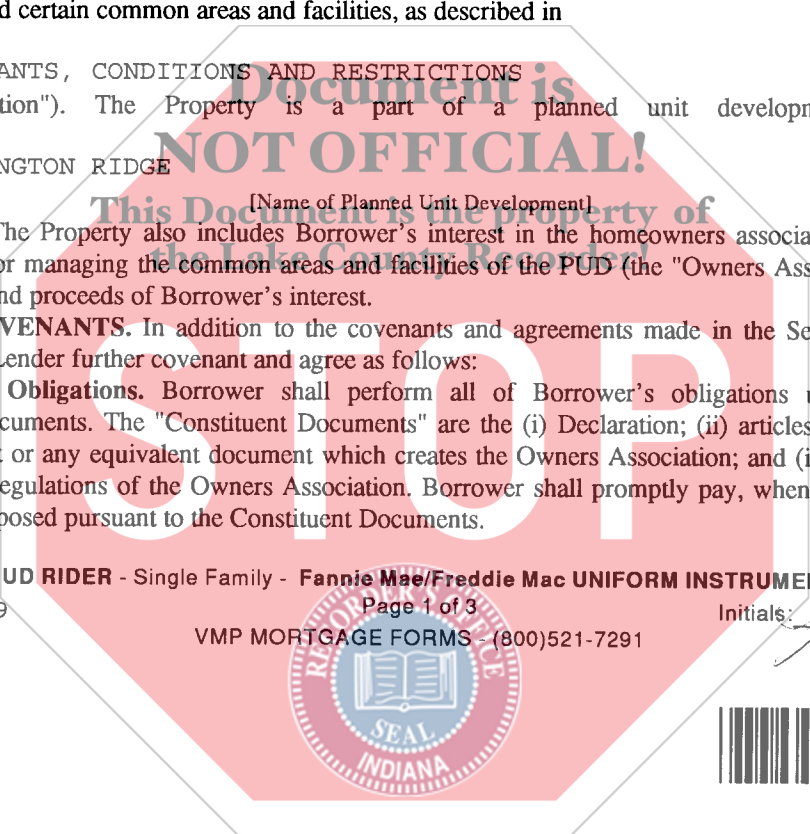 d certain common areas and facilities, as described in
ANTS, CONDITIONS AND RESTRICTIONS
Document is
tion"). The Property is a part of a planned unit developm
NOT OFFICIAL!
NGTON RIDGE
[Name of Planned Unit Development]
This Document is the property of
The Property also includes Borrower's interest in the homeowners associa
the Lake County Recorder!
or managing the common areas and facilities of the PUD (the "Owners Ass
nd proceeds of Borrower's interest.
VENANTS. In addition to the covenants and agreements made in the Se
Lender further covenant and agree as follows:
Obligations. Borrower shall perform all of Borrower's obligations u
cuments. The "Constituent Documents" are the (i) Declaration; (ii) articles
t or any equivalent document which creates the Owners Association; and (i
egulations of the Owners Association. Borrower shall promptly pay, when
posed pursuant to the Constituent Documents.
STOP
UD RIDER - Single Family - Fannie Mae/Freddie Mac UNIFORM INSTRUMEN
9
Page 1 of 3
Initials:
VMP MORTGAGE FORMS - (800)521-7291
RECORDER'S OFFICE
SEAL
INDIANA